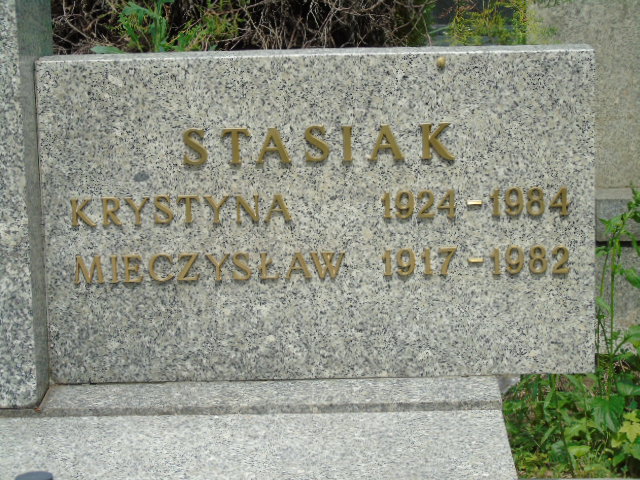 STASIAK
KRYSTYNA 1924 - 1984
MIECZYSŁAW 1917 - 1982